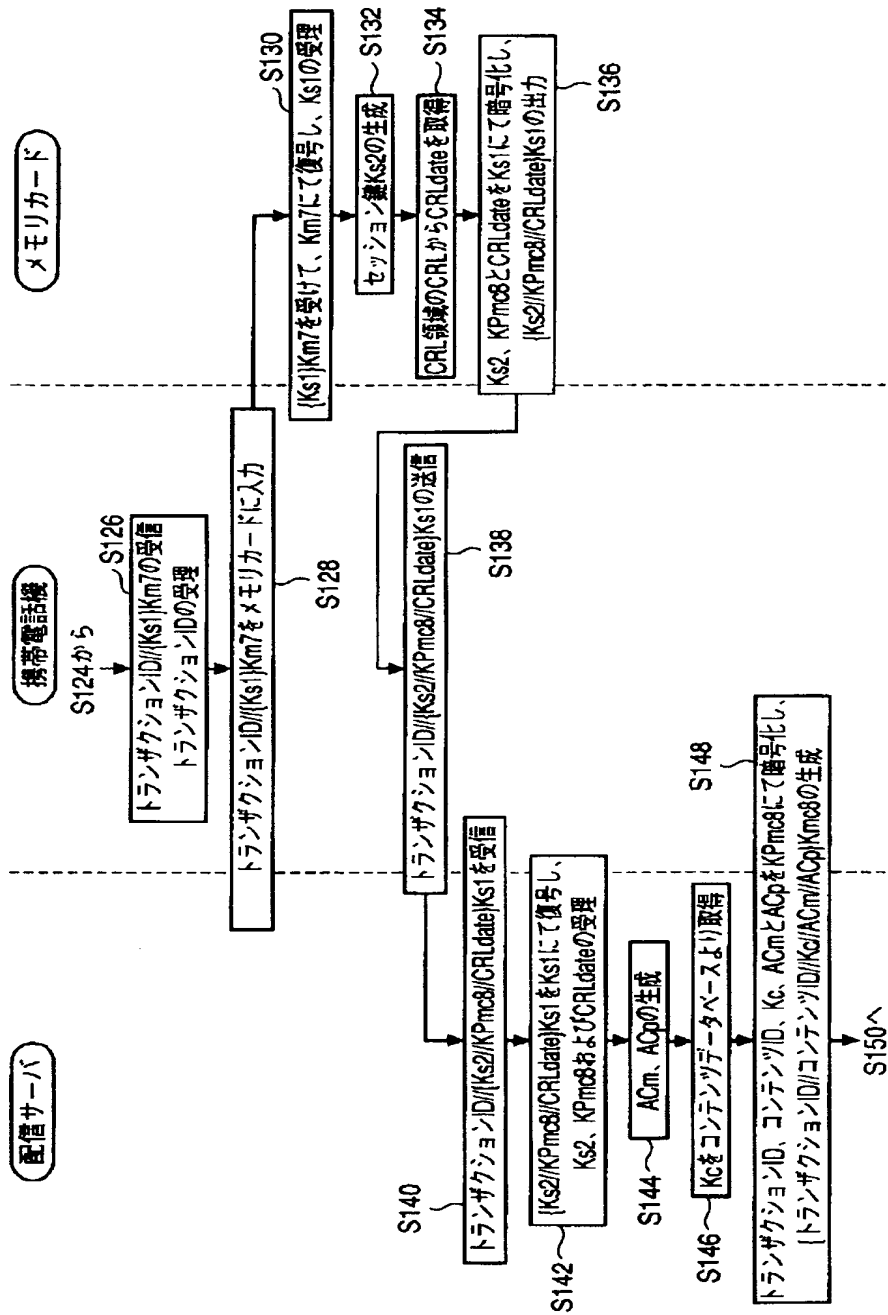 配信サーバ
携帯電話機
メモリカード
S124から
S126
トランザクションID//{Ks1}Km7の受信
トランザクションIDの受理
トランザクションID//{Ks1}Km7をメモリカードに入力
S128
S130
{Ks1}Km7を受けて、Km7にて復号し、Ks1の受理
S132
セッション鍵Ks2の生成
S134
CRL領域のCRLからCRLdateを取得
Ks2、KPmc8とCRLdateをKs1にて暗号化し、
{Ks2//KPmc8//CRLdate}Ks1の出力
S136
トランザクションID//{Ks2//KPmc8//CRLdate}Ks1の送信
S138
トランザクションID//{Ks2//KPmc8//CRLdate}Ks1を受信
S140
{Ks2//KPmc8//CRLdate}Ks1をKs1にて復号し、
Ks2、KPmc8およびCRLdateの受理
S142
ACm、ACpの生成
S144
Kcをコンテンツデータベースより取得
S146
S148
トランザクションID、コンテンツID、Kc、ACmとACpをKPmc8にて暗号化し、
{トランザクションID//コンテンツID//Kc//ACm//ACp}Kmc8の生成
S150へ